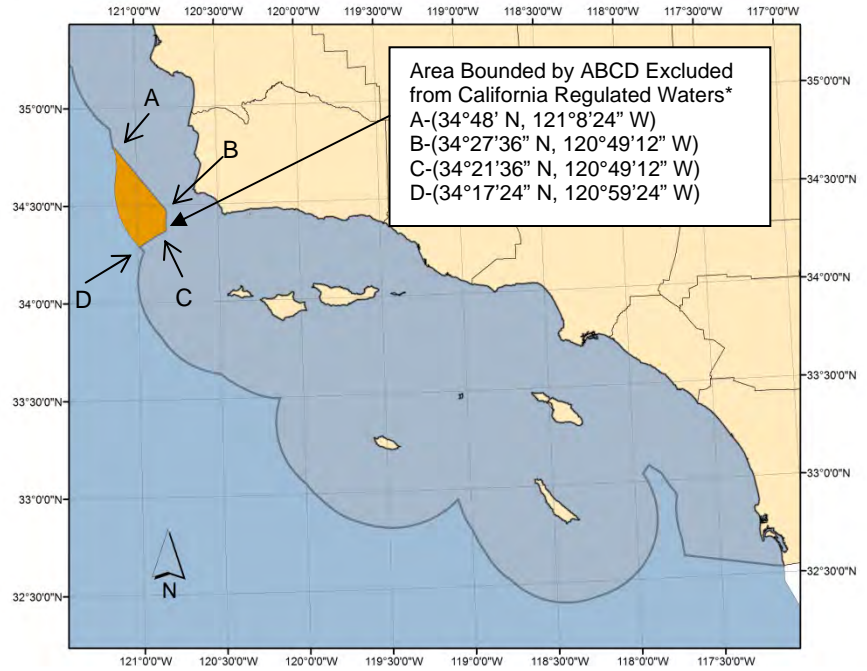 121°0'0"W 120°30'0"W 120°0'0"W 119°30'0"W 119°0'0"W 118°30'0"W 118°0'0"W 117°30'0"W 117°0'0"W
Area Bounded by ABCD Excluded
from California Regulated Waters*
A-(34°48’ N, 121°8’24” W)
B-(34°27’36” N, 120°49’12” W)
C-(34°21’36” N, 120°49’12” W)
D-(34°17’24” N, 120°59’24” W)
35°0'0"N
35°0'0"N
A
B
34°30'0"N
34°30'0"N
D
C
34°0'0"N
34°0'0"N
33°30'0"N
33°30'0"N
33°0'0"N
33°0'0"N
32°30'0"N
32°30'0"N
N
121°0'0"W 120°30'0"W 120°0'0"W 119°30'0"W 119°0'0"W 118°30'0"W 118°0'0"W 117°30'0"W